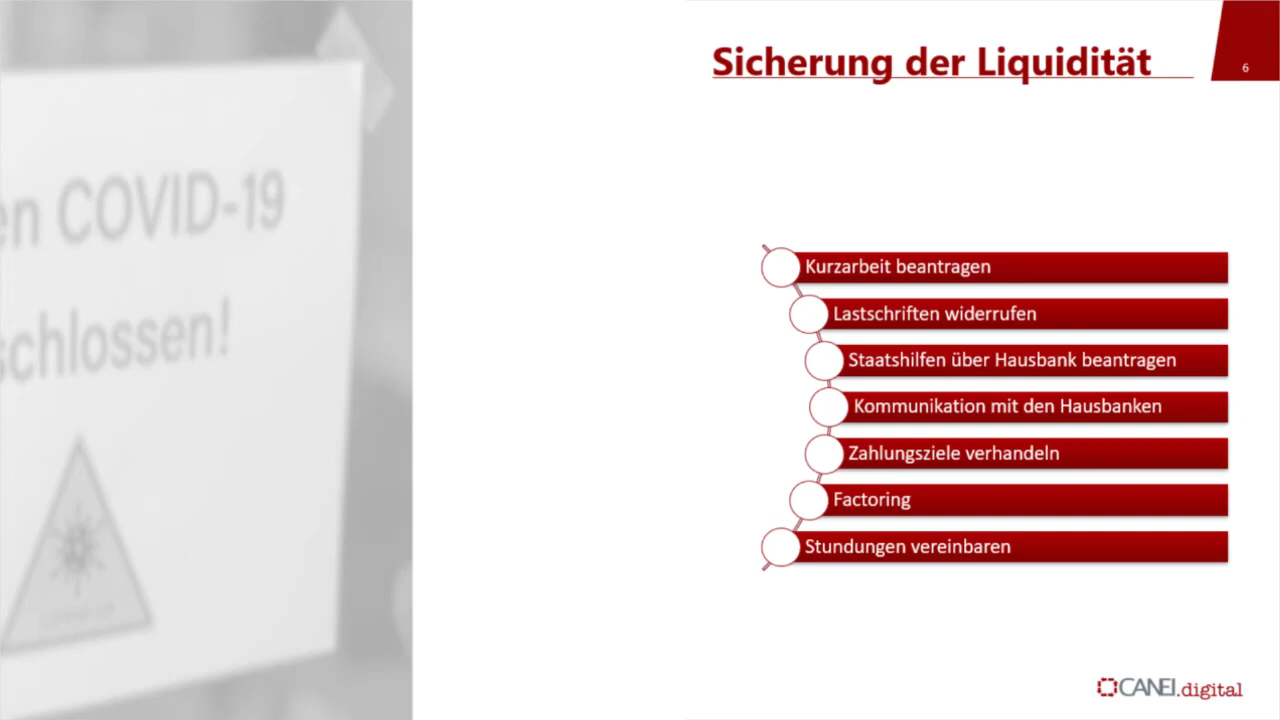 en COVID-19
schlossen!
Sicherung der Liquidität
6
Kurzarbeit beantragen
Lastschriften widerrufen
Staatshilfen über Hausbank beantragen
Kommunikation mit den Hausbanken
Zahlungsziele verhandeln
Factoring
Stundungen vereinbaren
CANEI.digital